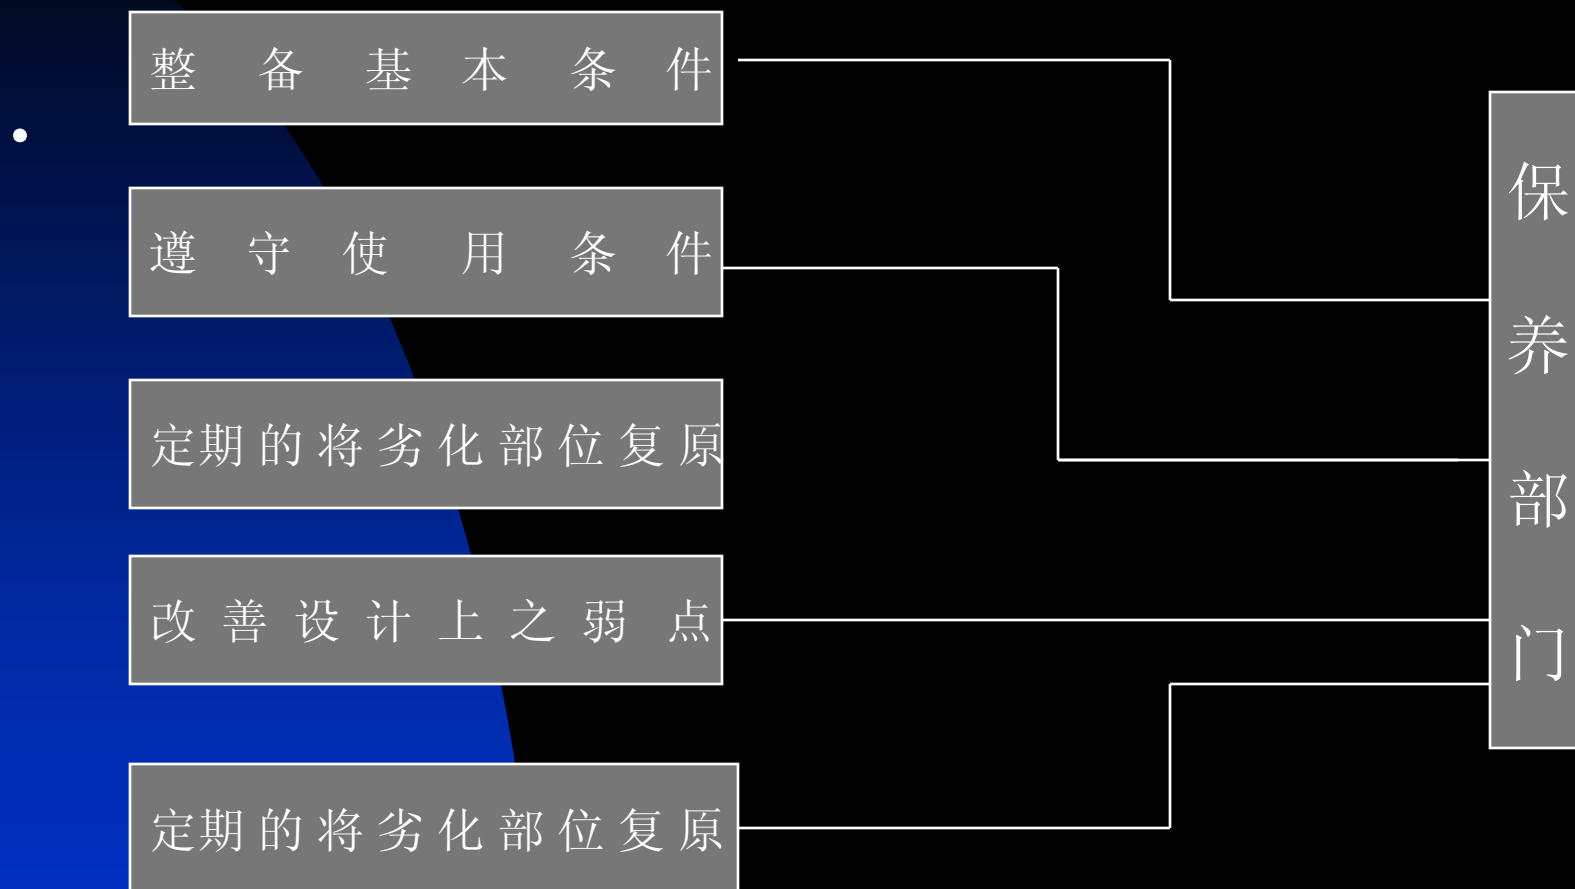 整备基本条件
遵守使用条件
定期的将劣化部位复原
改善设计上之弱点
定期的将劣化部位复原
保养部门